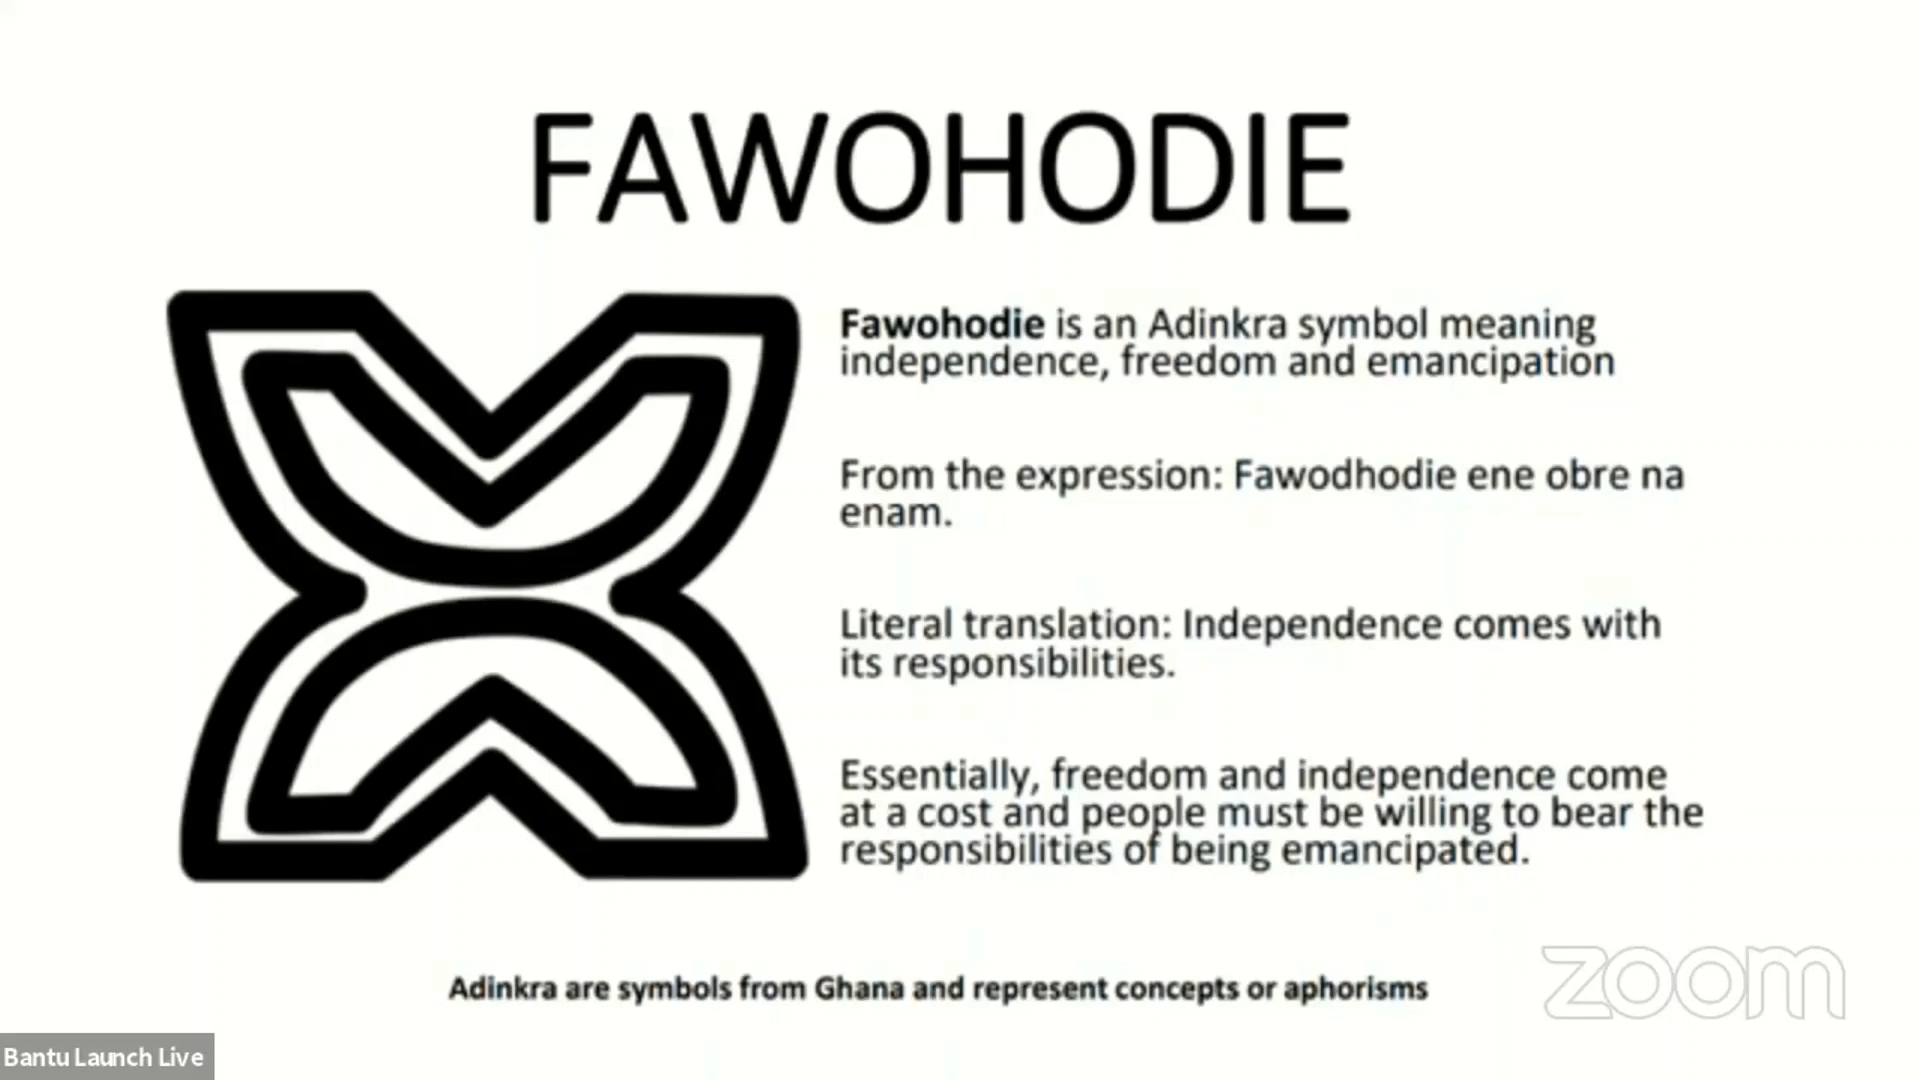 FAWOHODIE
Fawohodie is an Adinkra symbol meaning
independence, freedom and emancipation
From the expression: Fawodhodie ene obre na
enam.
Literal translation: Independence comes with
its responsibilities.
Essentially, freedom and independence come
at a cost and people must be willing to bear the
responsibilities of being emancipated.
Adinkra are symbols from Ghana and represent concepts or aphorisms
zoom
Bantu Launch Live